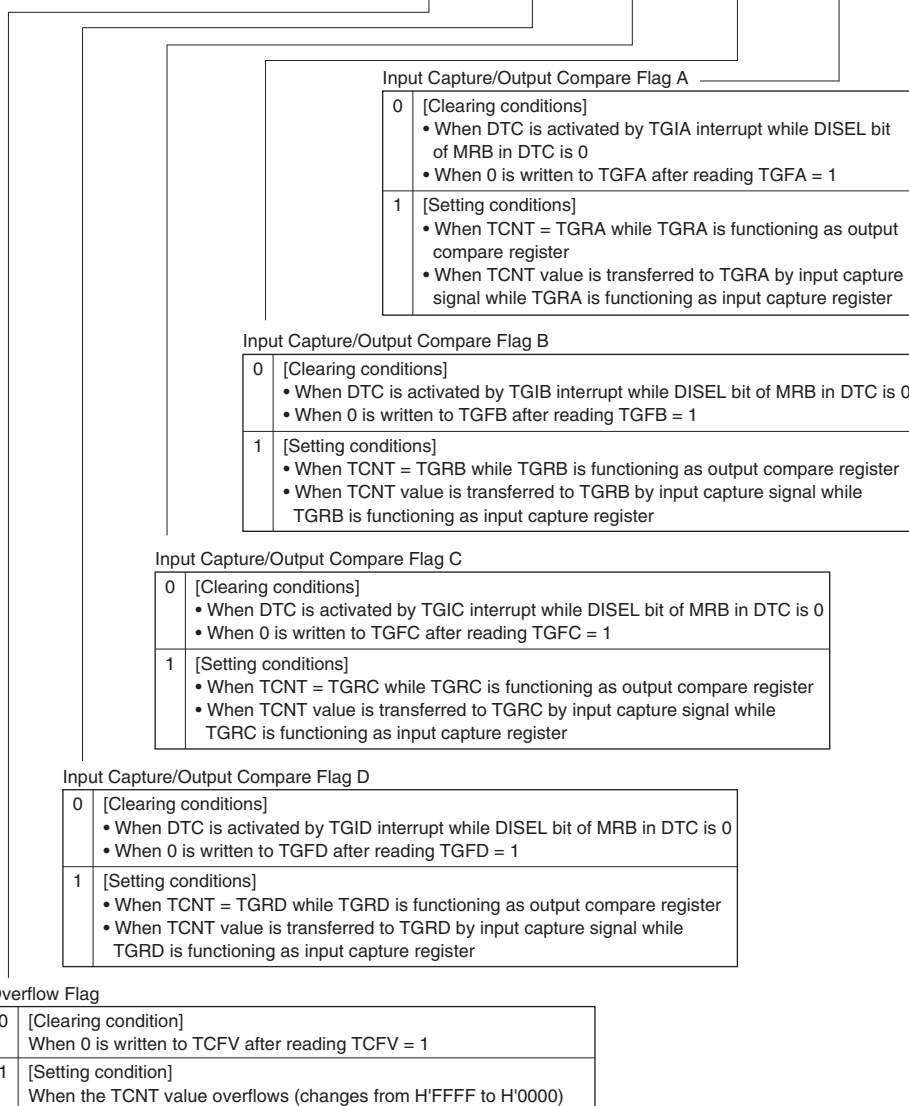 Input Capture/Output Compare Flag A
0 [Clearing conditions]
• When DTC is activated by TGIA interrupt while DISEL bit
of MRB in DTC is 0
• When 0 is written to TGFA after reading TGFA = 1
1 [Setting conditions]
• When TCNT = TGRA while TGRA is functioning as output
compare register
• When TCNT value is transferred to TGRA by input capture
signal while TGRA is functioning as input capture register
Input Capture/Output Compare Flag B
0 [Clearing conditions]
• When DTC is activated by TGIB interrupt while DISEL bit of MRB in DTC is 0
• When 0 is written to TGFB after reading TGFB = 1
1 [Setting conditions]
• When TCNT = TGRB while TGRB is functioning as output compare register
• When TCNT value is transferred to TGRB by input capture signal while
TGRB is functioning as input capture register
Input Capture/Output Compare Flag C
0 [Clearing conditions]
• When DTC is activated by TGIC interrupt while DISEL bit of MRB in DTC is 0
• When 0 is written to TGFC after reading TGFC = 1
1 [Setting conditions]
• When TCNT = TGRC while TGRC is functioning as output compare register
• When TCNT value is transferred to TGRC by input capture signal while
TGRC is functioning as input capture register
Input Capture/Output Compare Flag D
0 [Clearing conditions]
• When DTC is activated by TGID interrupt while DISEL bit of MRB in DTC is 0
• When 0 is written to TGFD after reading TGFD = 1
1 [Setting conditions]
• When TCNT = TGRD while TGRD is functioning as output compare register
• When TCNT value is transferred to TGRD by input capture signal while
TGRD is functioning as input capture register
verflow Flag
0 [Clearing condition]
When 0 is written to TCFV after reading TCFV = 1
1 [Setting condition]
When the TCNT value overflows (changes from H'FFFF to H'0000)